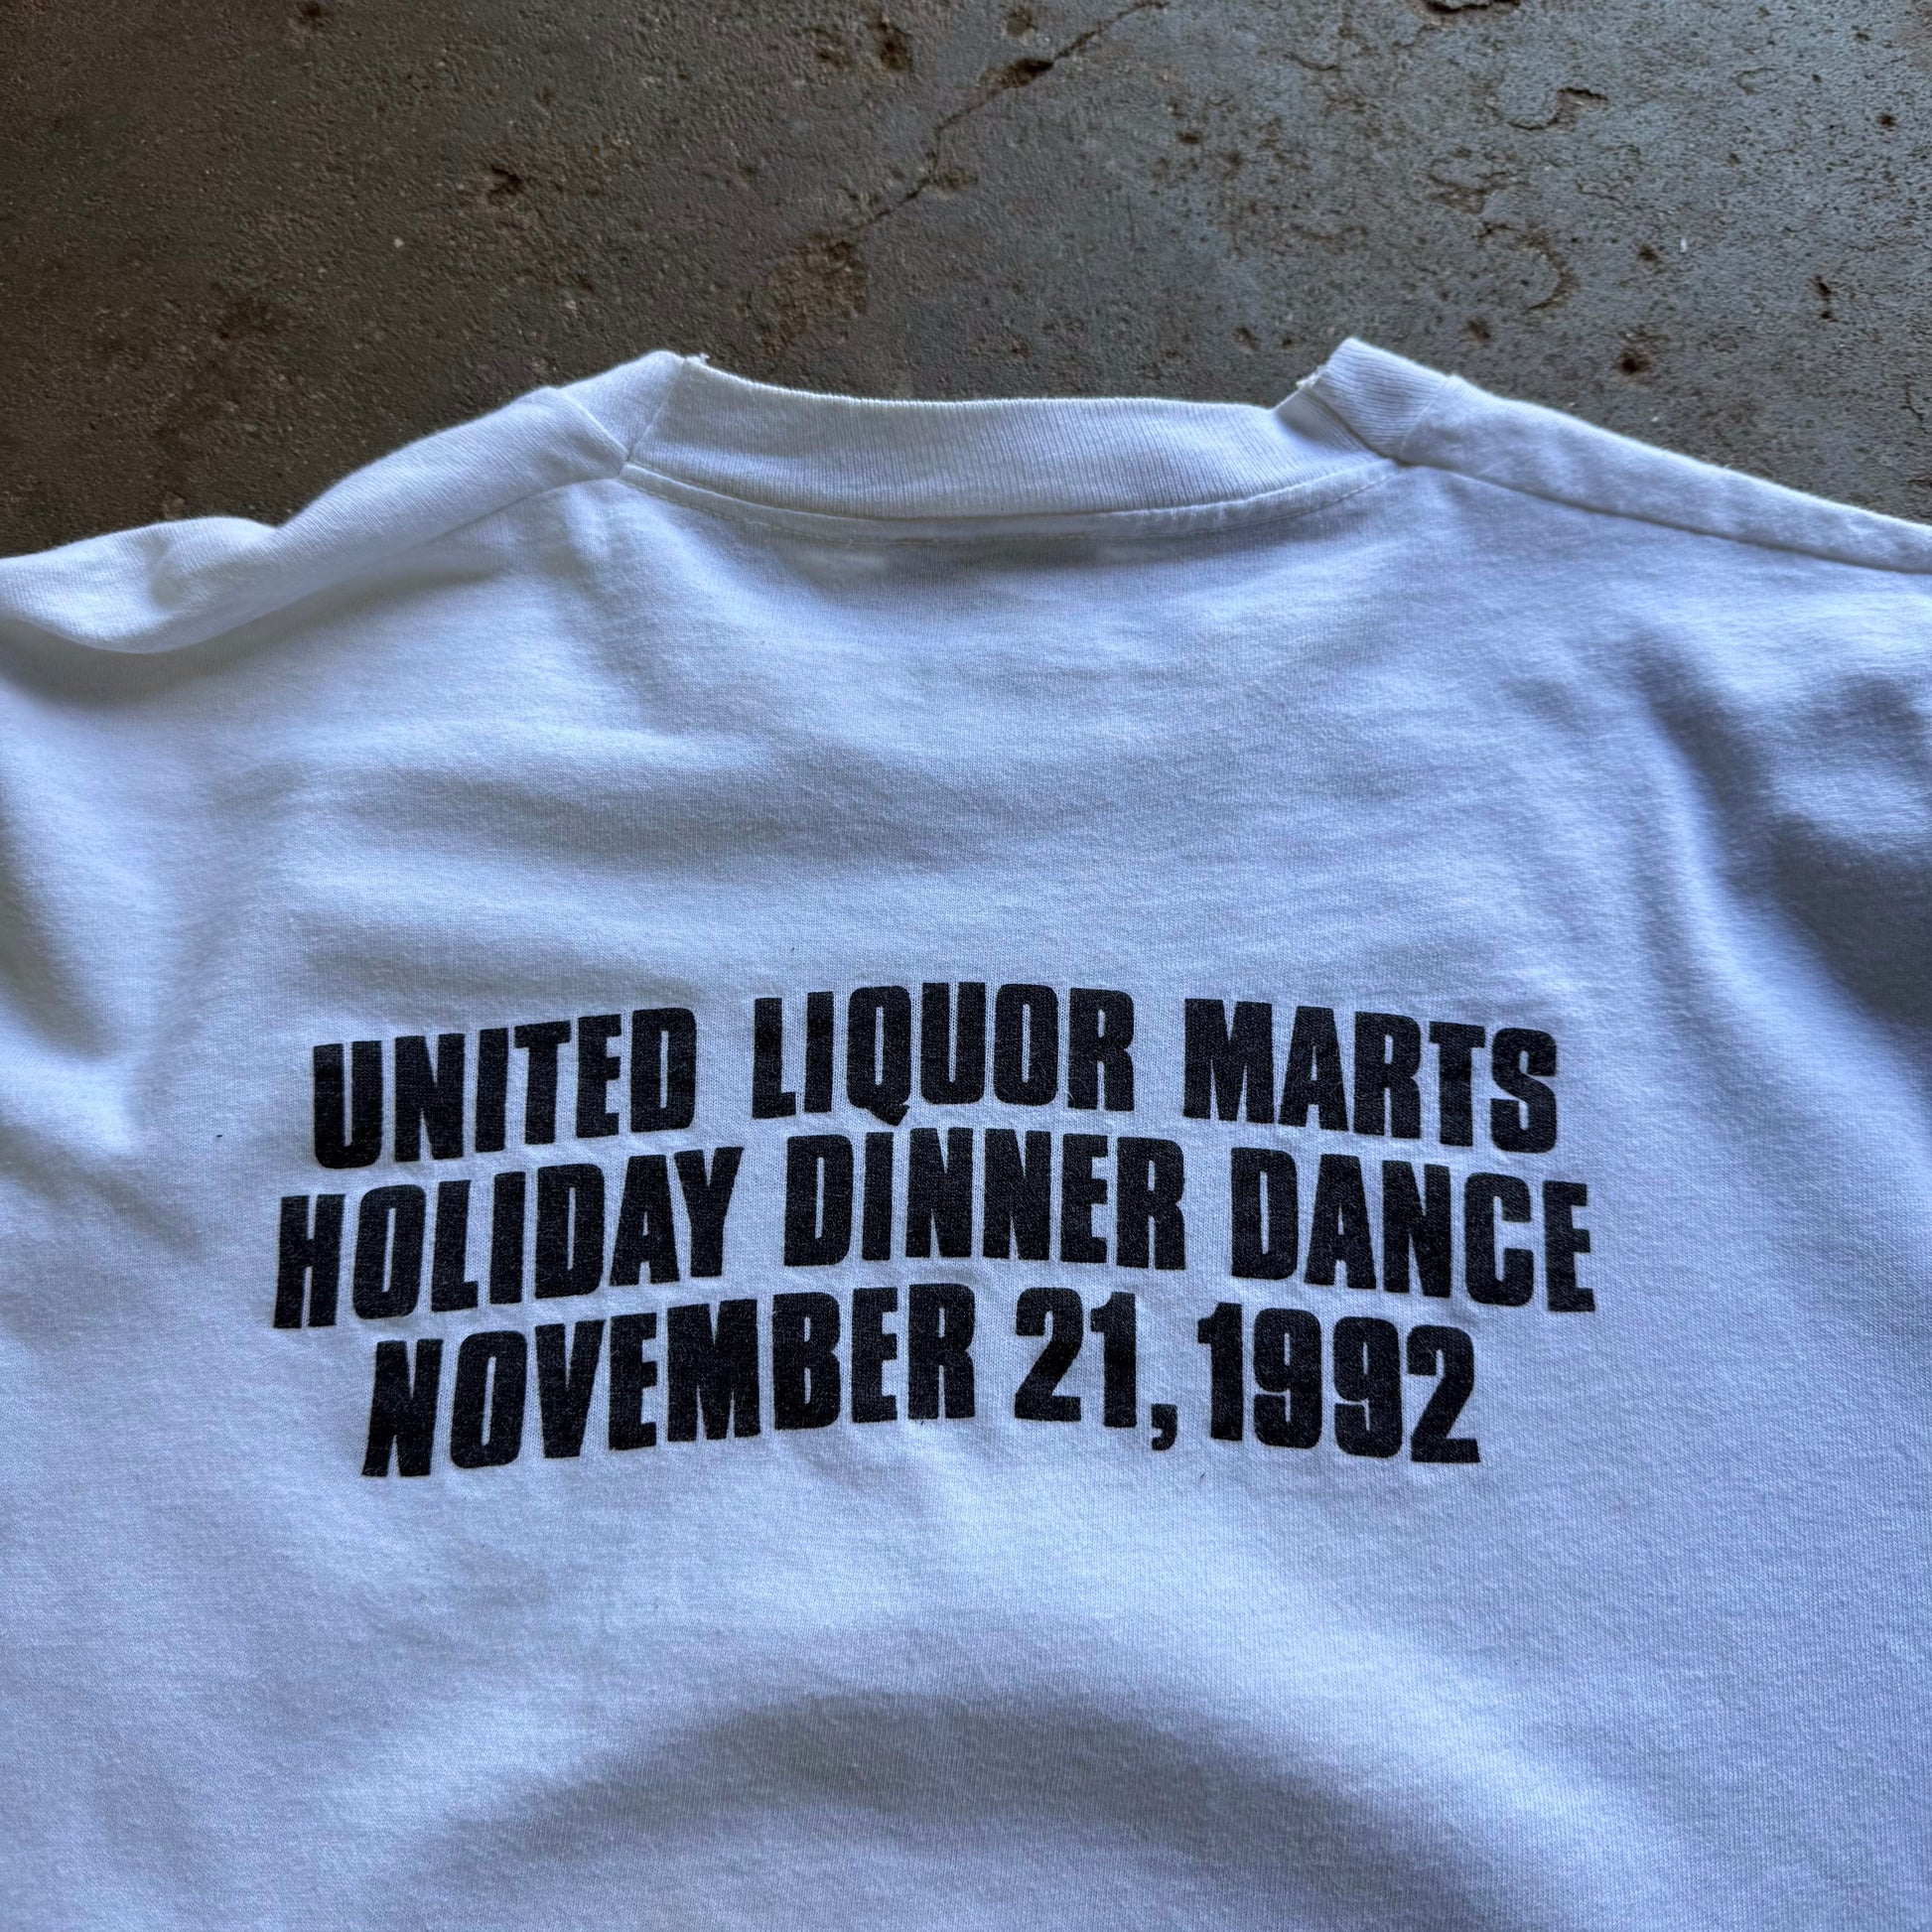 UNITED LIQUOR MARTS
HOLIDAY DINNER DANCE
NOVEMBER 21, 1992